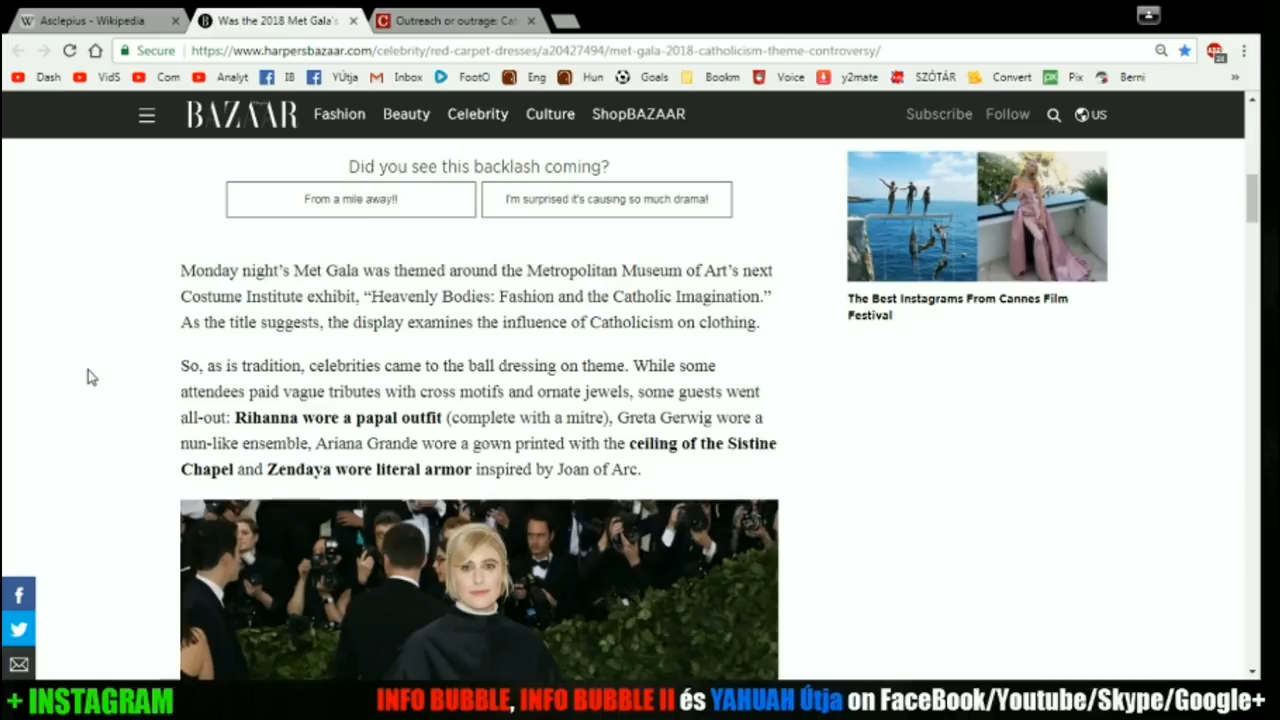 Asclepius - Wikipedia
Was the 2018 Met Gala's
Outreach or outrage: Cat
Secure
https://www.harpersbazaar.com/celebrity/red-carpet-dresses/a20427494/met-gala-2018-catholicism-theme-controversy/
Dash VidS Com Analyt IB YÚtja Inbox FootO Eng Hun Goals Bookm Voice y2mate SZÓTÁR Convert Pix Berni »
BAZAAR Fashion Beauty Celebrity Culture ShopBAZAAR Subscribe Follow US
Did you see this backlash coming?
From a mile away!!
I'm surprised it's causing so much drama!
Monday night's Met Gala was themed around the Metropolitan Museum of Art's next
Costume Institute exhibit, “Heavenly Bodies: Fashion and the Catholic Imagination.”
As the title suggests, the display examines the influence of Catholicism on clothing.
So, as is tradition, celebrities came to the ball dressing on theme. While some
attendees paid vague tributes with cross motifs and ornate jewels, some guests went
all-out: Rihanna wore a papal outfit (complete with a mitre), Greta Gerwig wore a
nun-like ensemble, Ariana Grande wore a gown printed with the ceiling of the Sistine
Chapel and Zendaya wore literal armor inspired by Joan of Arc.
The Best Instagrams From Cannes Film
Festival
+ INSTAGRAM
INFO BUBBLE, INFO BUBBLE II és YAHUAH Útja on FaceBook/Youtube/Skype/Google+